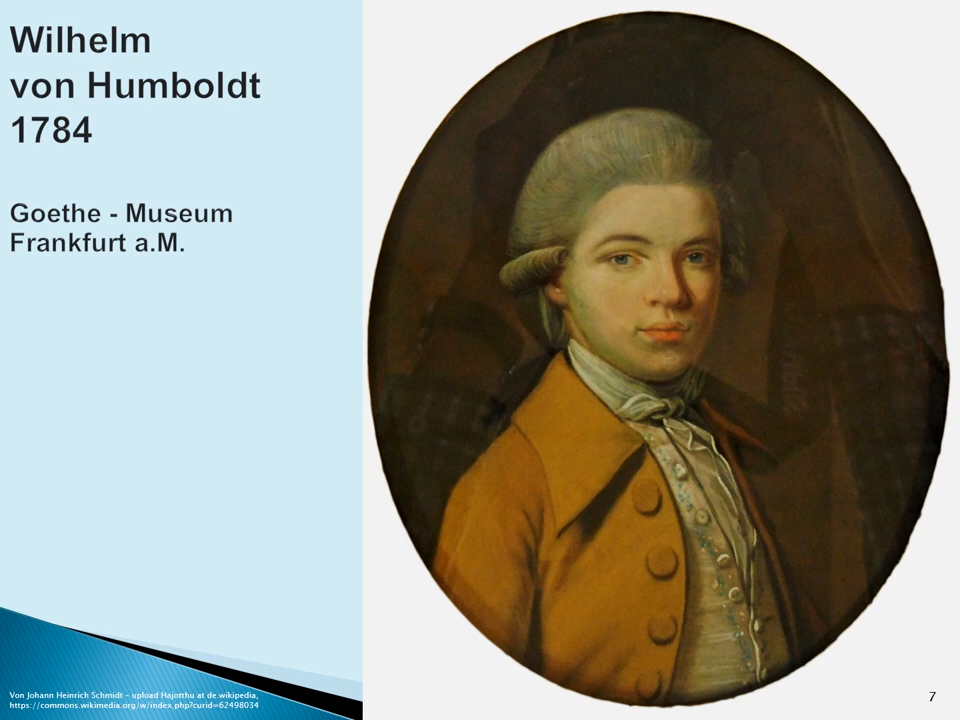 Wilhelm
von Humboldt
1784
Goethe - Museum
Frankfurt a.M.
Von Johann Heinrich Schmidt - upload Hajotthu at de.wikipedia,
https://commons.wikimedia.org/w/index.php?curid=62498034
7